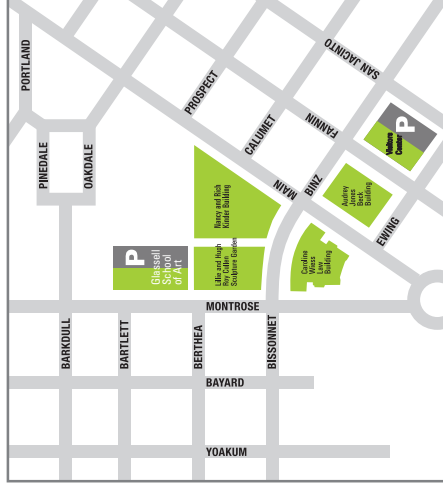 PORTLAND
SAN JACINTO
PROSPECT
CALUMET
FANNIN
PINEDALE
OAKDALE
P
Visitors
Center
MAIN
BINZ
Audrey
Jones
Beck
Building
EWING
Nancy and Rich
Kinder Building
P
Glassell
School
of Art
Lillie and Hugh
Roy Cullen
Sculpture Garden
Caroline
Wiess
Law
Building
MONTROSE
BARKDULL
BARTLETT
BERTHEA
BISSONNET
BAYARD
YOAKUM